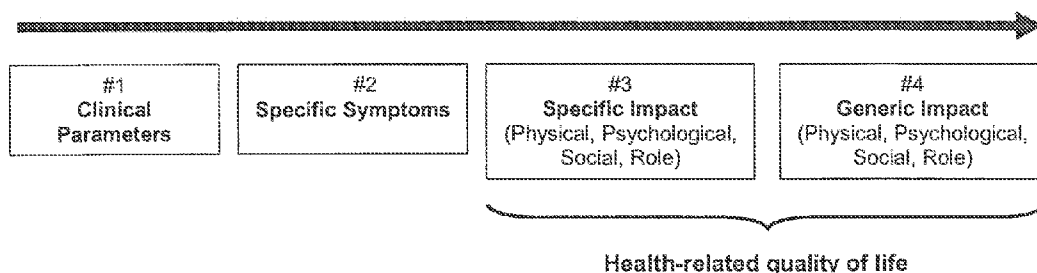 #1
Clinical
Parameters
#2
Specific Symptoms
#3
Specific Impact
(Physical, Psychological,
Social, Role)
#4
Generic Impact
(Physical, Psychological,
Social, Role)
Health-related quality of life